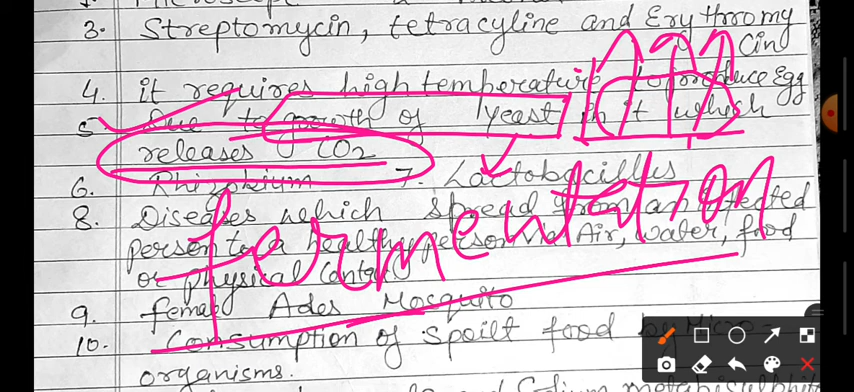 3. Streptomycin, tetracyline and Erythromy
cin
4. it requires high temperature to produce Egg
5 Due to growth of yeast in it which
releases CO2
6. Rhizobium 7. Lactobacillus
8. Diseases which spread from an infected
person to a healthy person via Air, water, food
or physical contact
fermentation
9. female Ades Mosquito
10. Consumption of spoilt food by Micro-
organisms.